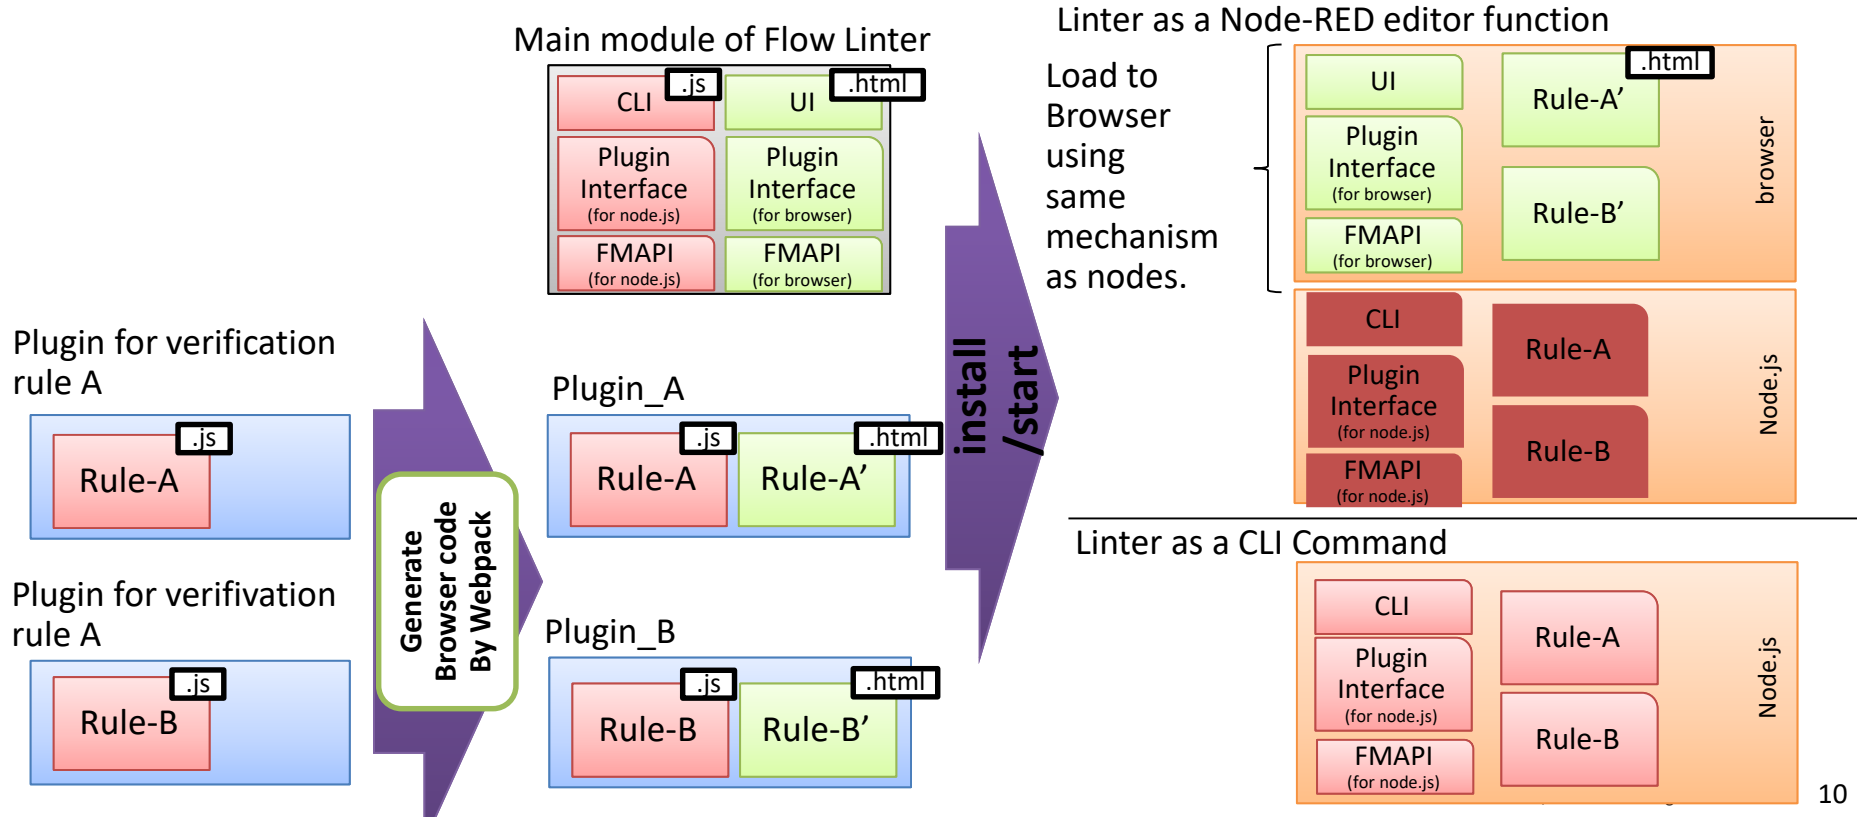 Main module of Flow Linter
CLI
.js
UI
.html
Plugin
Interface
(for node.js)
Plugin
Interface
(for browser)
FMAPI
(for node.js)
FMAPI
(for browser)
Plugin for verification
rule A
.js
Rule-A
Plugin for verifivation
rule A
.js
Rule-B
Generate
Browser code
By Webpack
Plugin_A
.js
.html
Rule-A
Rule-A’
Plugin_B
.js
.html
Rule-B
Rule-B’
install
/start
Linter as a Node-RED editor function
Load to
Browser
using
same
mechanism
as nodes.
UI
Plugin
Interface
(for browser)
FMAPI
(for browser)
.html
Rule-A’
Rule-B’
browser
CLI
Plugin
Interface
(for node.js)
FMAPI
(for node.js)
Rule-A
Rule-B
Node.js
Linter as a CLI Command
CLI
Plugin
Interface
(for node.js)
FMAPI
(for node.js)
Rule-A
Rule-B
Node.js
10